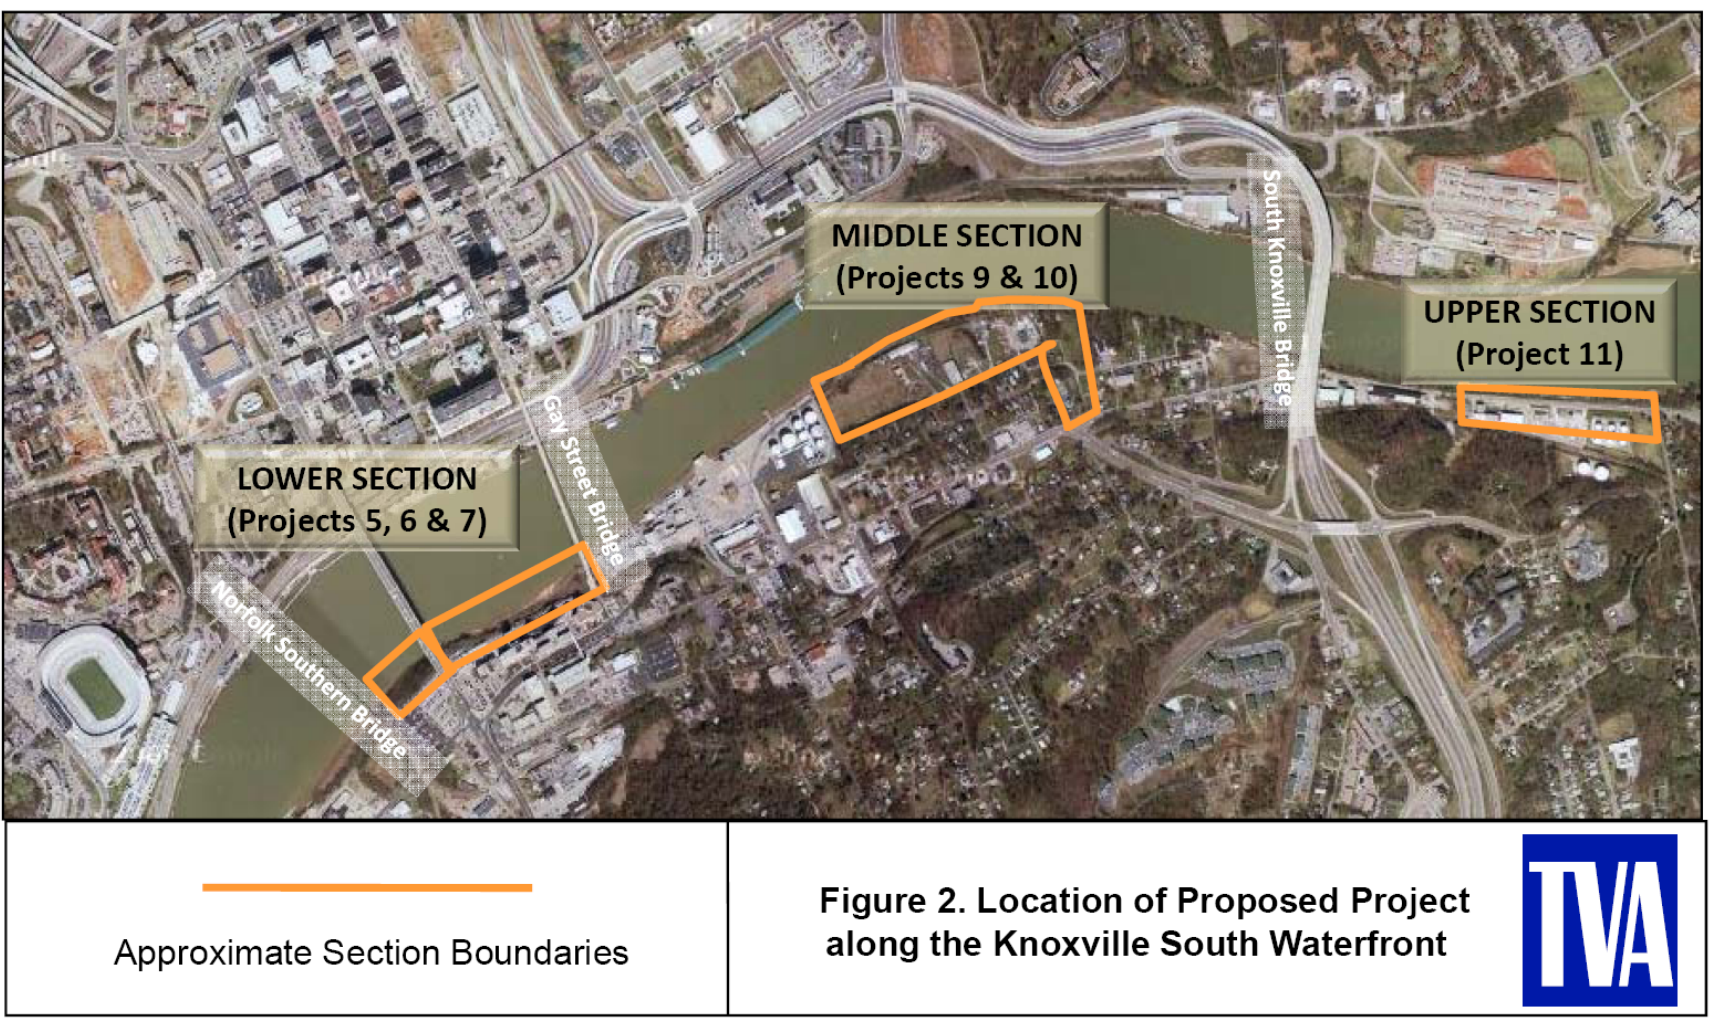 MIDDLE SECTION
(Projects 9 & 10)
South Knoxville Bridge
UPPER SECTION
(Project 11)
Gay Street Bridge
LOWER SECTION
(Projects 5, 6 & 7)
Norfolk Southern Bridge
Approximate Section Boundaries
Figure 2. Location of Proposed Project
along the Knoxville South Waterfront
TVA